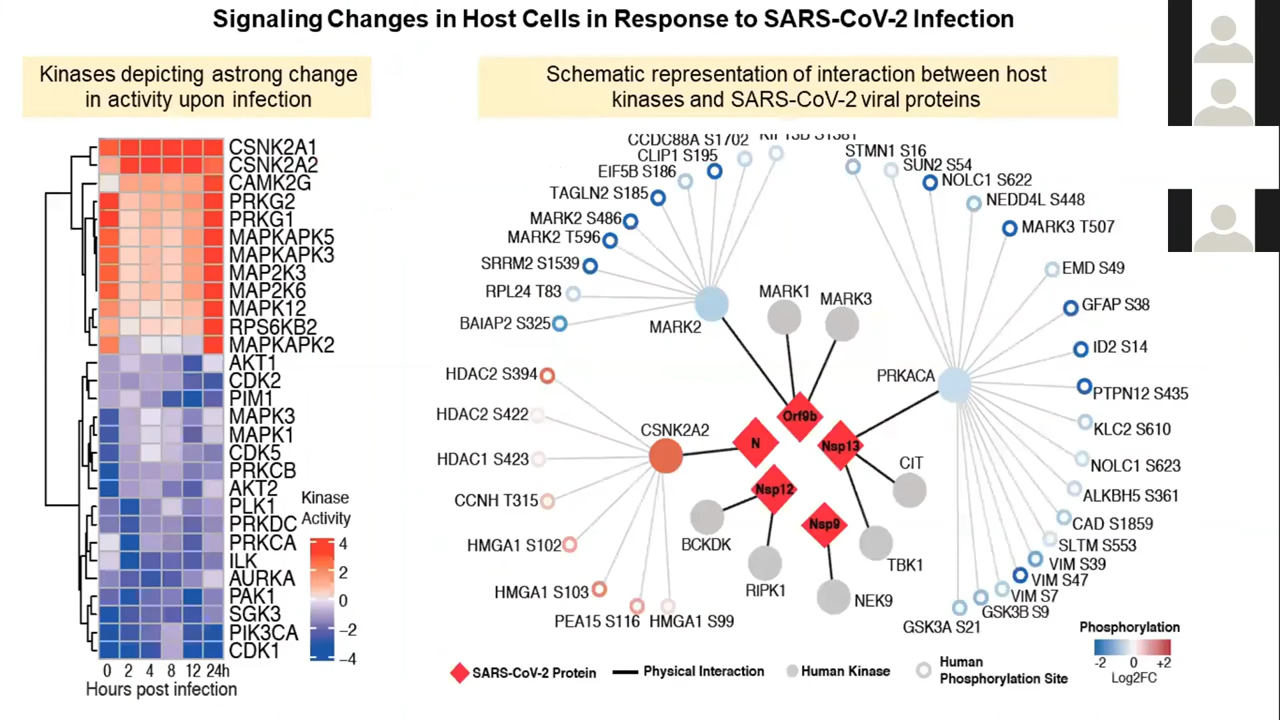 Signaling Changes in Host Cells in Response to SARS-CoV-2 Infection
Kinases depicting astrong change
in activity upon infection
CSNK2A1
CSNK2A2
CAMK2G
PRKG2
PRKG1
MAPKAPK5
MAPKAPK3
MAP2K3
MAP2K6
MAPK12
RPS6KB2
MAPKAPK2
AKT1
CDK2
PIM1
MAPK3
MAPK1
CDK5
PRKCB
AKT2
PLK1
PRKDC
PRKCA
ILK
AURKA
PAK1
SGK3
PIK3CA
CDK1
0 2 4 8 12 24h
Hours post infection
Kinase
Activity
4
2
0
−2
−4
Schematic representation of interaction between host
kinases and SARS-CoV-2 viral proteins
CCDC88A S1702
KIF13B S1381
CLIP1 S195
EIF5B S186
TAGLN2 S185
MARK2 S486
MARK2 T596
SRRM2 S1539
RPL24 T83
BAIAP2 S325
MARK2
MARK1
MARK3
STMN1 S16
SUN2 S54
NOLC1 S622
NEDD4L S448
MARK3 T507
EMD S49
GFAP S38
ID2 S14
PTPN12 S435
KLC2 S610
NOLC1 S623
ALKBH5 S361
CAD S1859
SLTM S553
VIM S39
VIM S47
VIM S7
GSK3B S9
GSK3A S21
PRKACA
HDAC2 S394
HDAC2 S422
HDAC1 S423
CCNH T315
HMGA1 S102
HMGA1 S103
PEA15 S116
HMGA1 S99
CSNK2A2
Orf9b
N
Nsp13
Nsp12
Nsp9
CIT
TBK1
BCKDK
RIPK1
NEK9
SARS-CoV-2 Protein
Physical Interaction
Human Kinase
Human
Phosphorylation Site
Phosphorylation
-2 0 +2
Log2FC